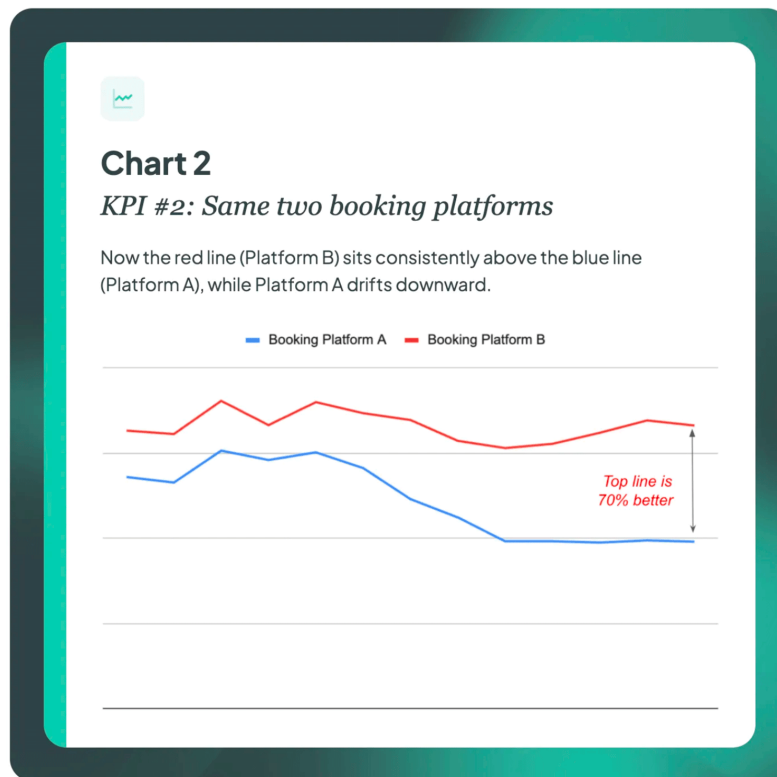 Chart 2
KPI #2: Same two booking platforms
Now the red line (Platform B) sits consistently above the blue line
(Platform A), while Platform A drifts downward.
Booking Platform A Booking Platform B
Top line is
70% better